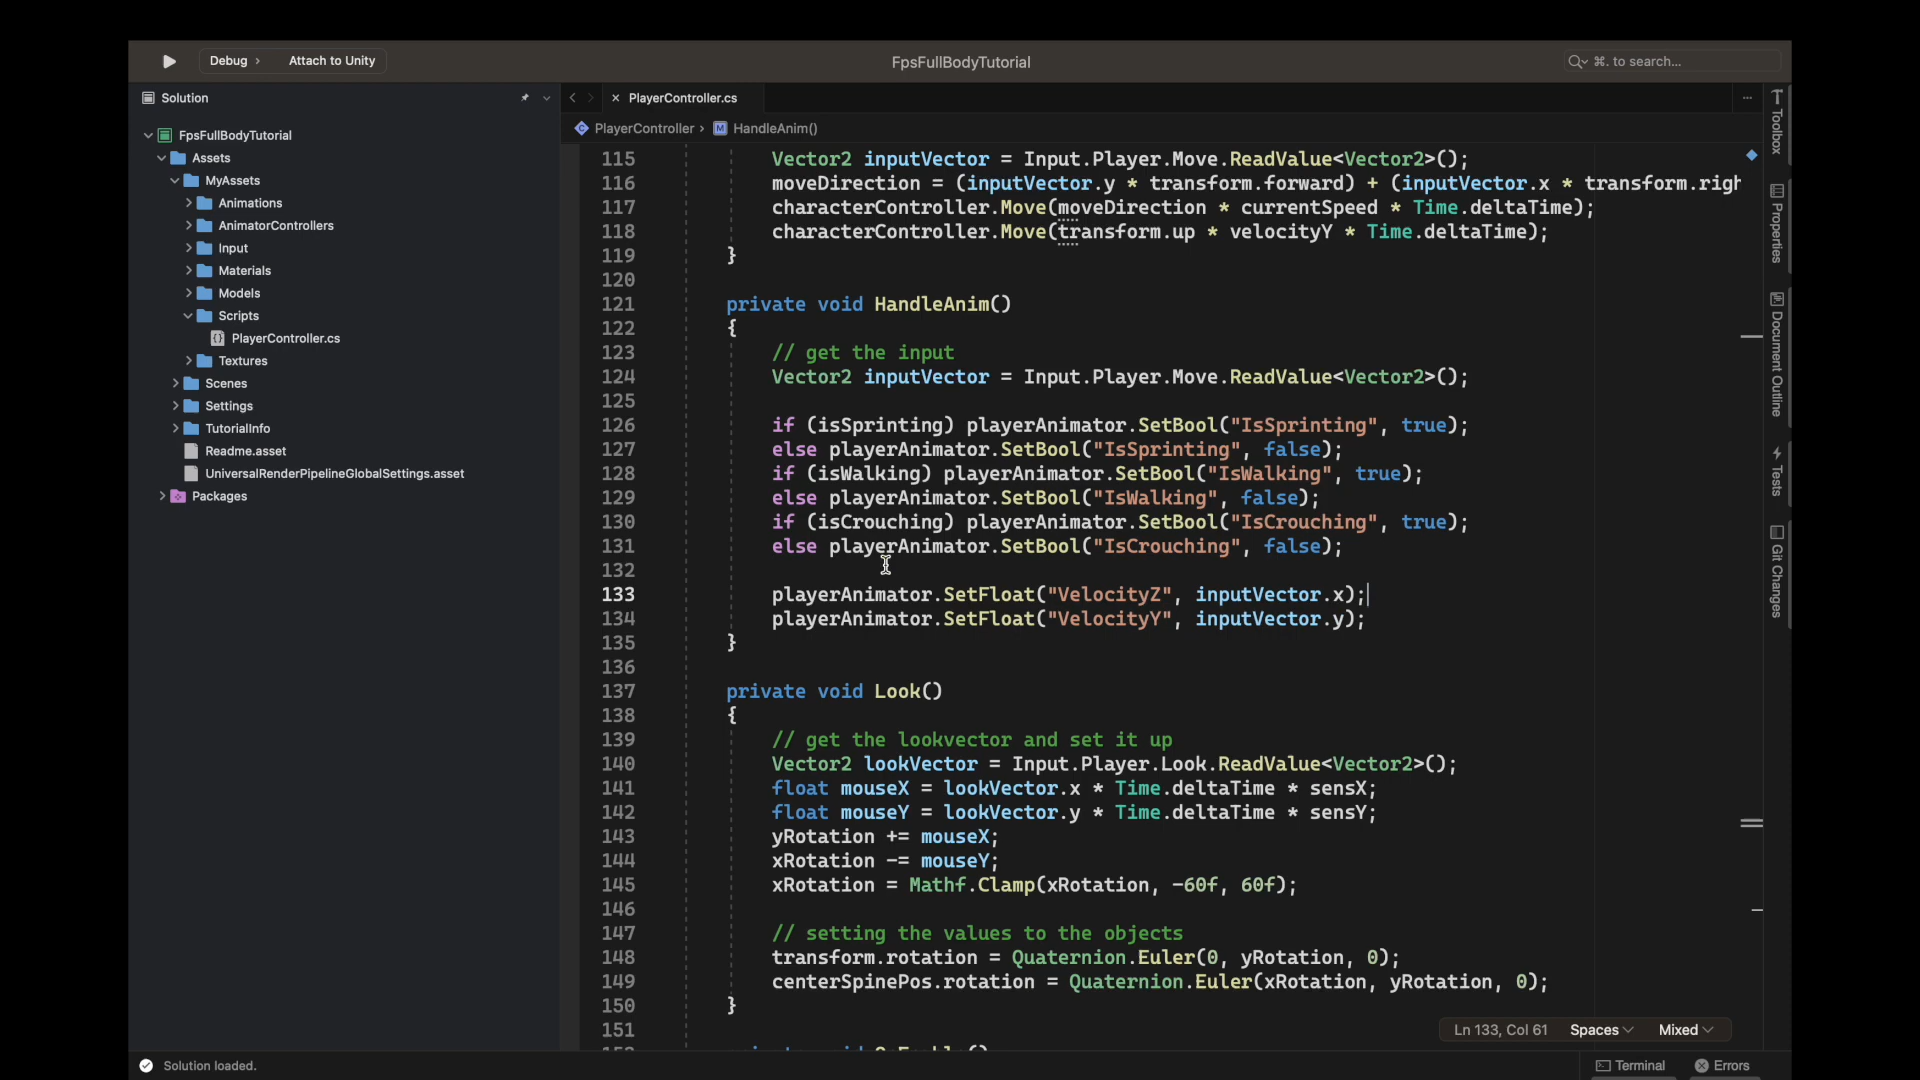 Debug › Attach to Unity
FpsFullBodyTutorial
⌘. to search...
Solution
FpsFullBodyTutorial
Assets
MyAssets
Animations
AnimatorControllers
Input
Materials
Models
Scripts
PlayerController.cs
Textures
Scenes
Settings
TutorialInfo
Readme.asset
UniversalRenderPipelineGlobalSettings.asset
Packages
PlayerController.cs
PlayerController › HandleAnim()
115 Vector2 inputVector = Input.Player.Move.ReadValue<Vector2>();
116 moveDirection = (inputVector.y * transform.forward) + (inputVector.x * transform.righ
117 characterController.Move(moveDirection * currentSpeed * Time.deltaTime);
118 characterController.Move(transform.up * velocityY * Time.deltaTime);
119 }
120
121 private void HandleAnim()
122 {
123 // get the input
124 Vector2 inputVector = Input.Player.Move.ReadValue<Vector2>();
125
126 if (isSprinting) playerAnimator.SetBool("IsSprinting", true);
127 else playerAnimator.SetBool("IsSprinting", false);
128 if (isWalking) playerAnimator.SetBool("IsWalking", true);
129 else playerAnimator.SetBool("IsWalking", false);
130 if (isCrouching) playerAnimator.SetBool("IsCrouching", true);
131 else playerAnimator.SetBool("IsCrouching", false);
132
133 playerAnimator.SetFloat("VelocityZ", inputVector.x);
134 playerAnimator.SetFloat("VelocityY", inputVector.y);
135 }
136
137 private void Look()
138 {
139 // get the lookvector and set it up
140 Vector2 lookVector = Input.Player.Look.ReadValue<Vector2>();
141 float mouseX = lookVector.x * Time.deltaTime * sensX;
142 float mouseY = lookVector.y * Time.deltaTime * sensY;
143 yRotation += mouseX;
144 xRotation -= mouseY;
145 xRotation = Mathf.Clamp(xRotation, -60f, 60f);
146
147 // setting the values to the objects
148 transform.rotation = Quaternion.Euler(0, yRotation, 0);
149 centerSpinePos.rotation = Quaternion.Euler(xRotation, yRotation, 0);
150 }
151
Toolbox
Properties
Document Outline
Tests
Git Changes
Ln 133, Col 61 Spaces Mixed
Solution loaded.
Terminal
Errors